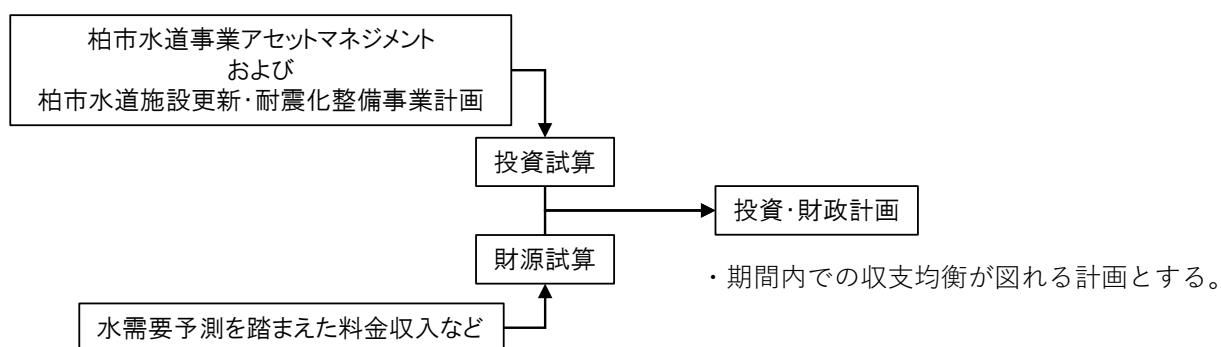 柏市水道事業アセットマネジメント
および
柏市水道施設更新・耐震化整備事業計画
投資試算
投資・財政計画
財源試算
・期間内での収支均衡が図れる計画とする。
水需要予測を踏まえた料金収入など